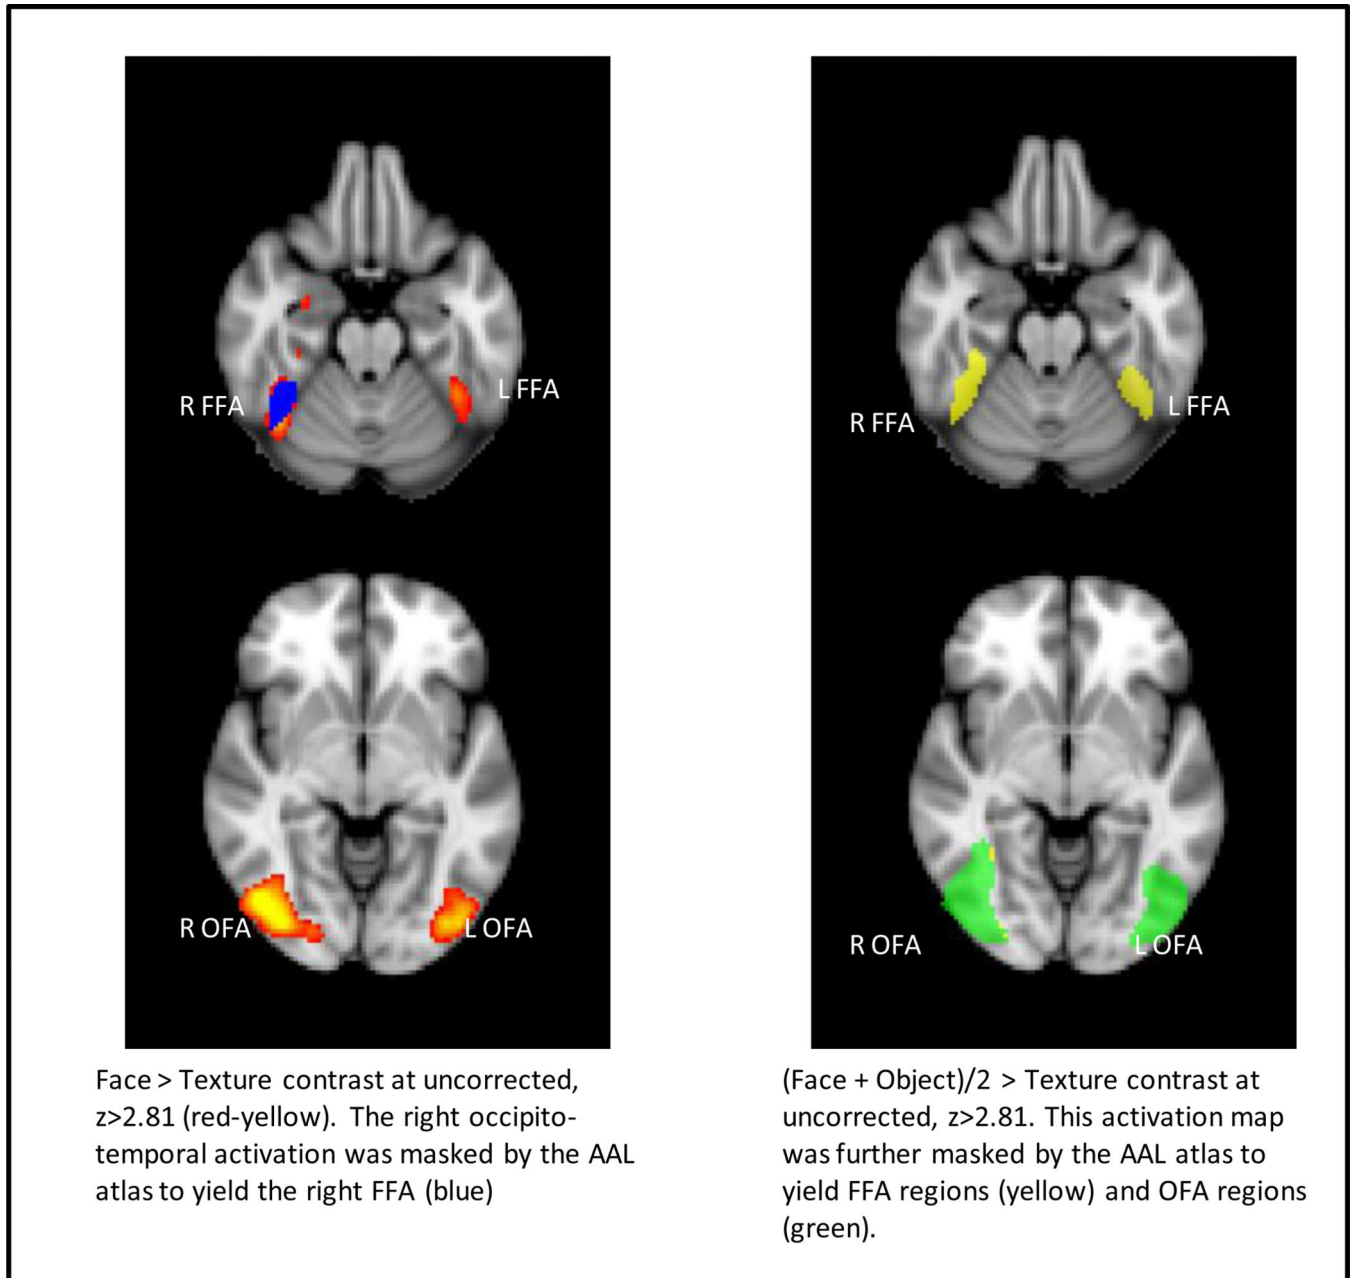 R FFA
L FFA
R OFA
L OFA
Face > Texture contrast at uncorrected,
z>2.81 (red-yellow).  The right occipito-
temporal activation was masked by the AAL
atlas to yield the right FFA (blue)
R FFA
L FFA
R OFA
L OFA
(Face + Object)/2 > Texture contrast at
uncorrected, z>2.81. This activation map
was further masked by the AAL atlas to
yield FFA regions (yellow) and OFA regions
(green).